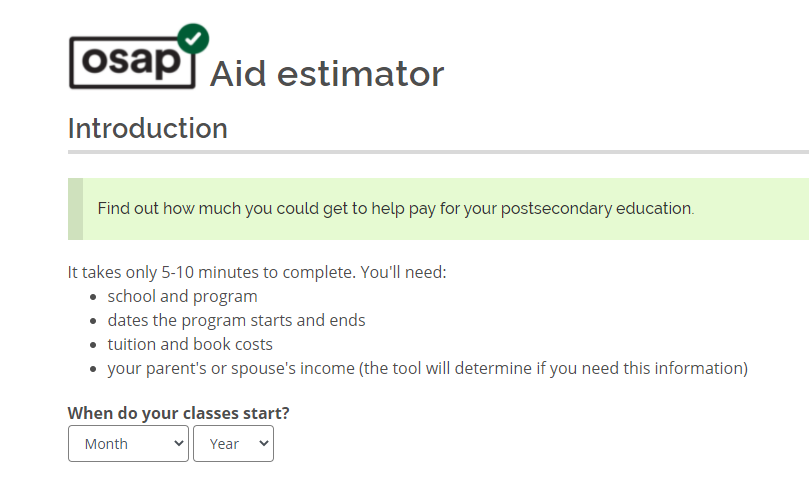 osap Aid estimator
Introduction
Find out how much you could get to help pay for your postsecondary education.
It takes only 5-10 minutes to complete. You'll need:
school and program
dates the program starts and ends
tuition and book costs
your parent's or spouse's income (the tool will determine if you need this information)
When do your classes start?
Month Year